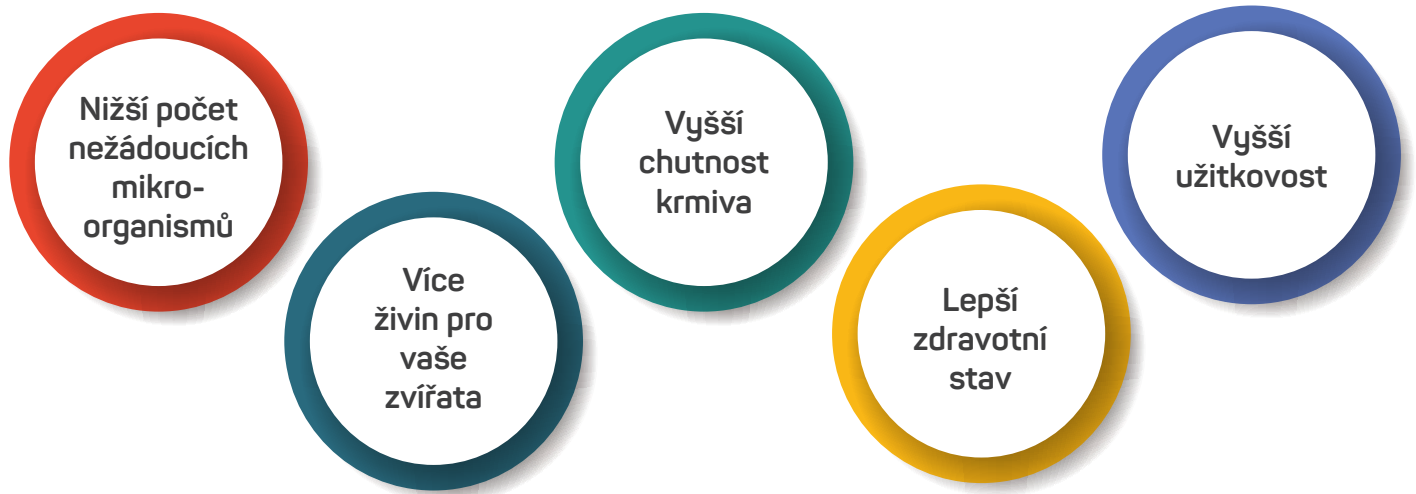 Nižší počet
nežádoucích
mikro-
organismů
Více
živin pro
vaše
zvířata
Vyšší
chutnost
krmiva
Lepší
zdravotní
stav
Vyšší
užitkovost